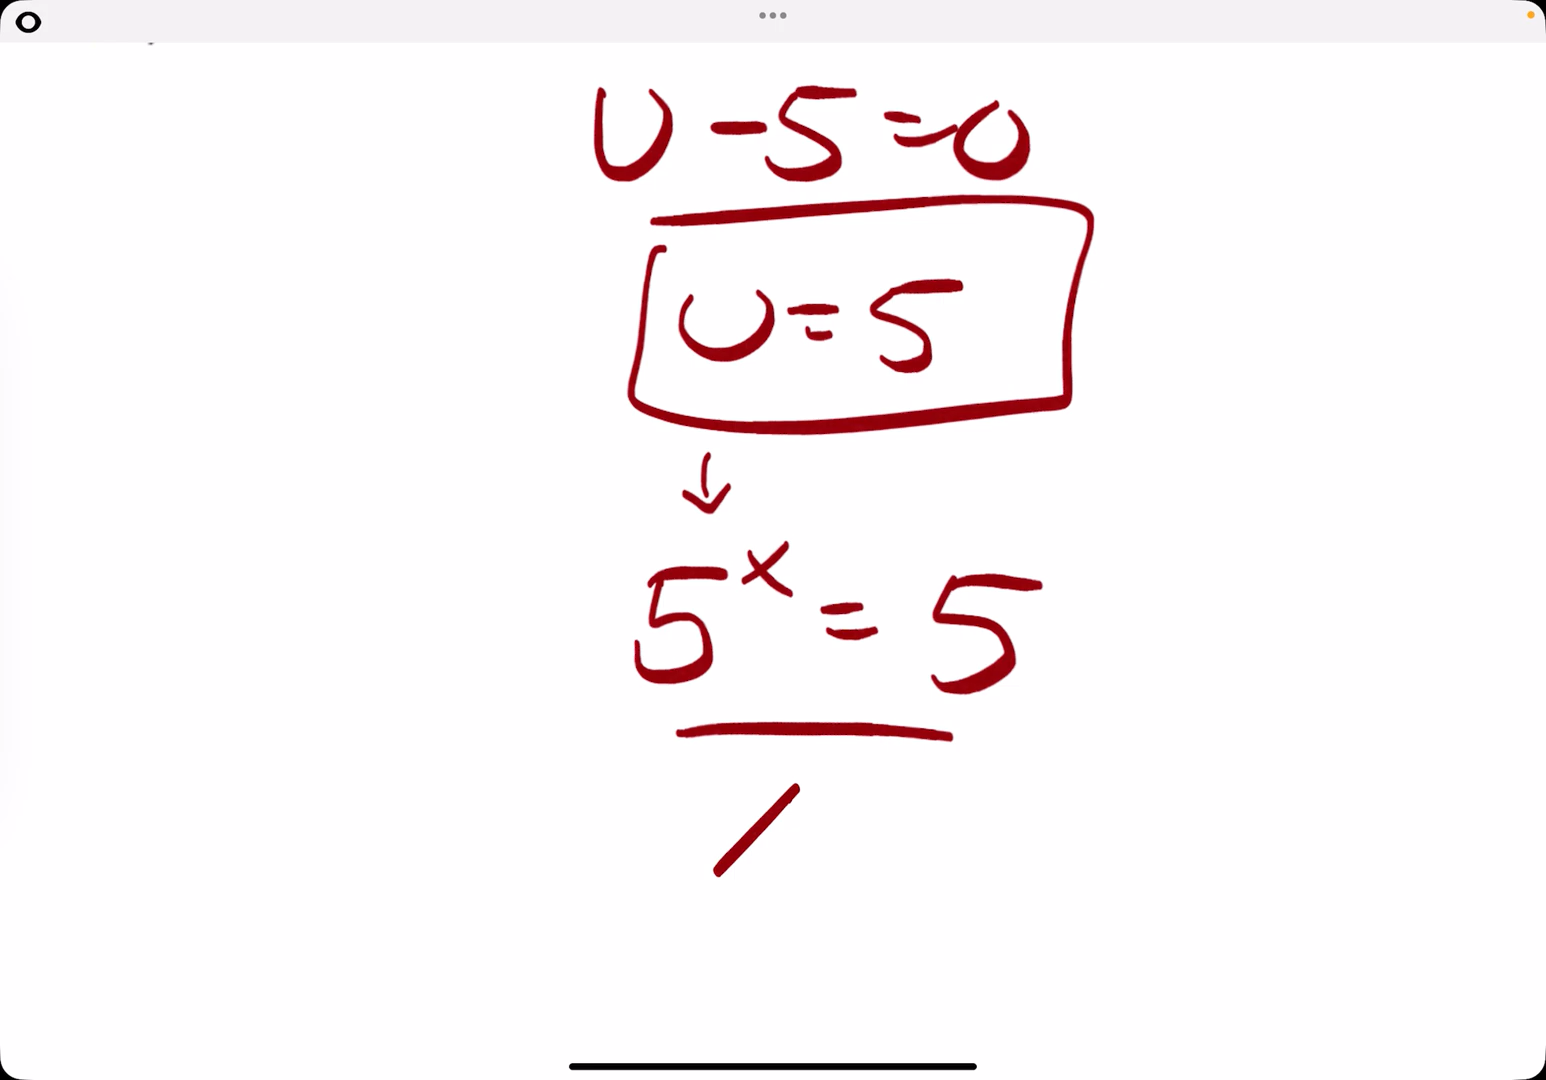 U - 5 = 0
U = 5
↓
5^x = 5
/